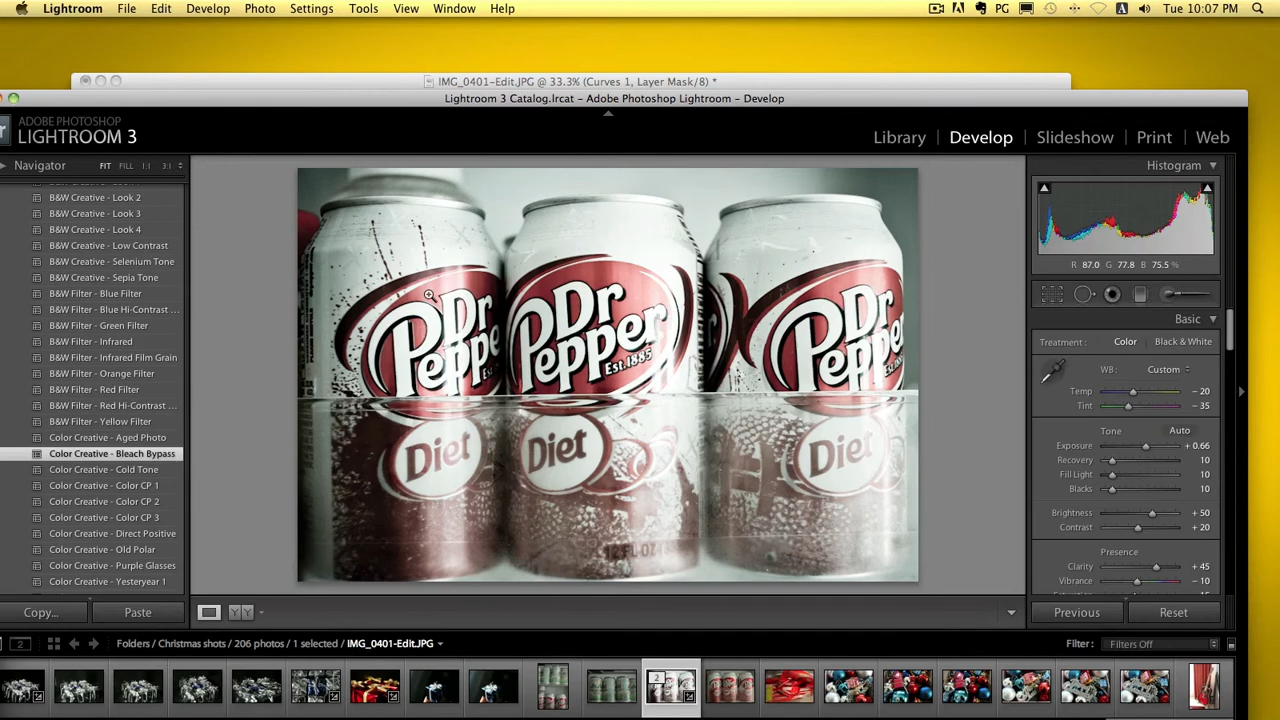 Lightroom File Edit Develop Photo Settings Tools View Window Help PG A Tue 10:07 PM
IMG_0401-Edit.JPG @ 33.3% (Curves 1, Layer Mask/8) *
Lightroom 3 Catalog.lrcat - Adobe Photoshop Lightroom - Develop
ADOBE PHOTOSHOP
LIGHTROOM 3
Library | Develop | Slideshow | Print | Web
Navigator FIT FILL 1:1 3:1
B&W Creative - Look 2
B&W Creative - Look 3
B&W Creative - Look 4
B&W Creative - Low Contrast
B&W Creative - Selenium Tone
B&W Creative - Sepia Tone
B&W Filter - Blue Filter
B&W Filter - Blue Hi-Contrast ...
B&W Filter - Green Filter
B&W Filter - Infrared
B&W Filter - Infrared Film Grain
B&W Filter - Orange Filter
B&W Filter - Red Filter
B&W Filter - Red Hi-Contrast ...
B&W Filter - Yellow Filter
Color Creative - Aged Photo
Color Creative - Bleach Bypass
Color Creative - Cold Tone
Color Creative - Color CP 1
Color Creative - Color CP 2
Color Creative - Color CP 3
Color Creative - Direct Positive
Color Creative - Old Polar
Color Creative - Purple Glasses
Color Creative - Yesteryear 1
Copy... Paste
Dr
Pepper
Diet
Dr
Pepper
Est.1885
Diet
12 FL OZ
Dr
Pepper
Diet
Histogram
R 87.0 G 77.8 B 75.5 %
Basic
Treatment: Color Black & White
WB: Custom
Temp - 20
Tint - 35
Tone Auto
Exposure + 0.66
Recovery 10
Fill Light 10
Blacks 10
Brightness + 50
Contrast + 20
Presence
Clarity + 45
Vibrance - 10
Previous Reset
Y Y
2 Folders / Christmas shots / 206 photos / 1 selected / IMG_0401-Edit.JPG Filter: Filters Off
2